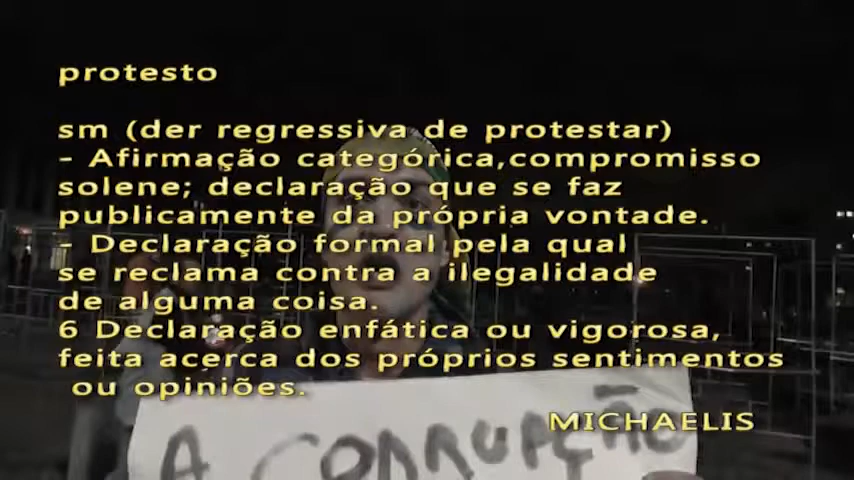 protesto
sm (der regressiva de protestar)
- Afirmação categórica,compromisso
solene; declaração que se faz
publicamente da própria vontade.
- Declaração formal pela qual
se reclama contra a ilegalidade
de alguma coisa.
6 Declaração enfática ou vigorosa,
feita acerca dos próprios sentimentos
ou opiniões.
MICHAELIS
A CORRUPÇÃO